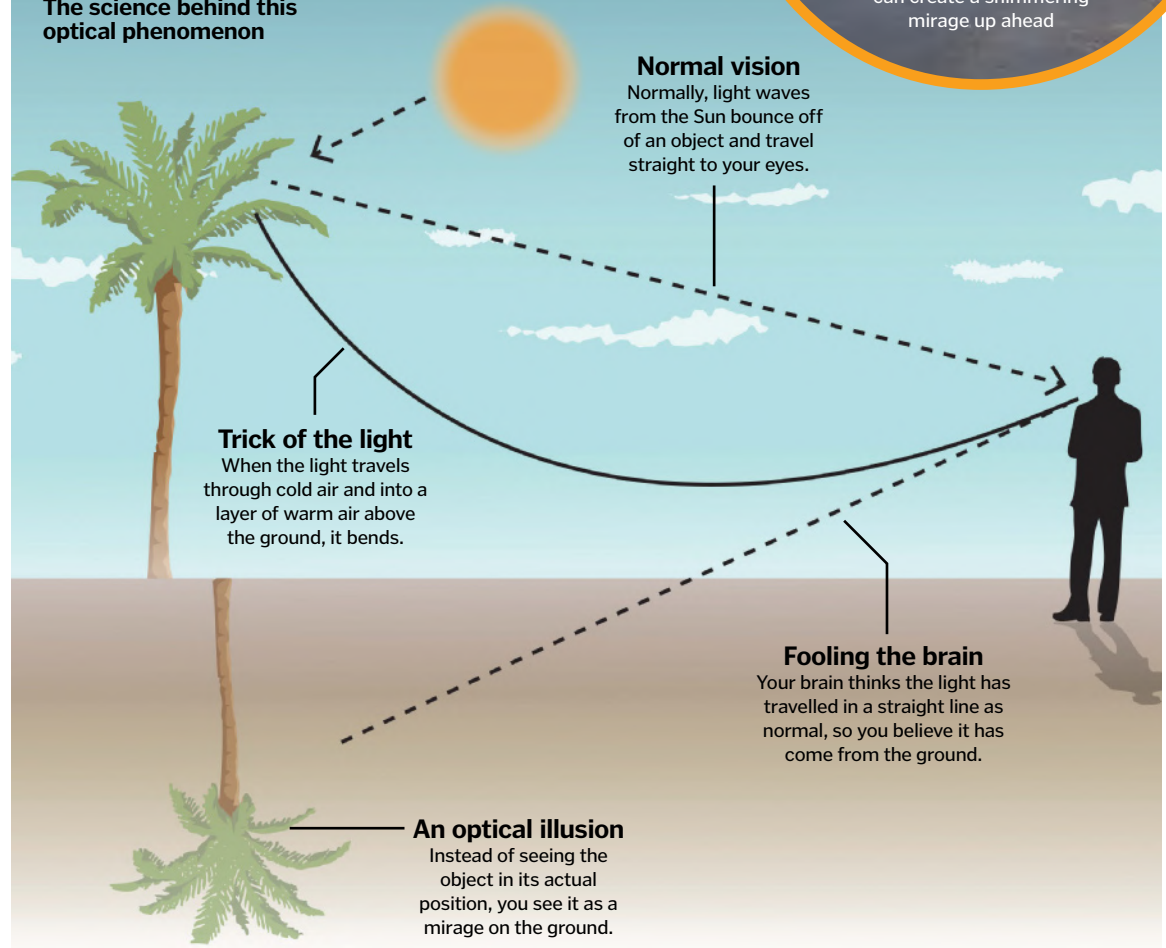 The science behind this
optical phenomenon
can create a shimmering
mirage up ahead
Normal vision
Normally, light waves
from the Sun bounce off
of an object and travel
straight to your eyes.
Trick of the light
When the light travels
through cold air and into a
layer of warm air above
the ground, it bends.
Fooling the brain
Your brain thinks the light has
travelled in a straight line as
normal, so you believe it has
come from the ground.
An optical illusion
Instead of seeing the
object in its actual
position, you see it as a
mirage on the ground.